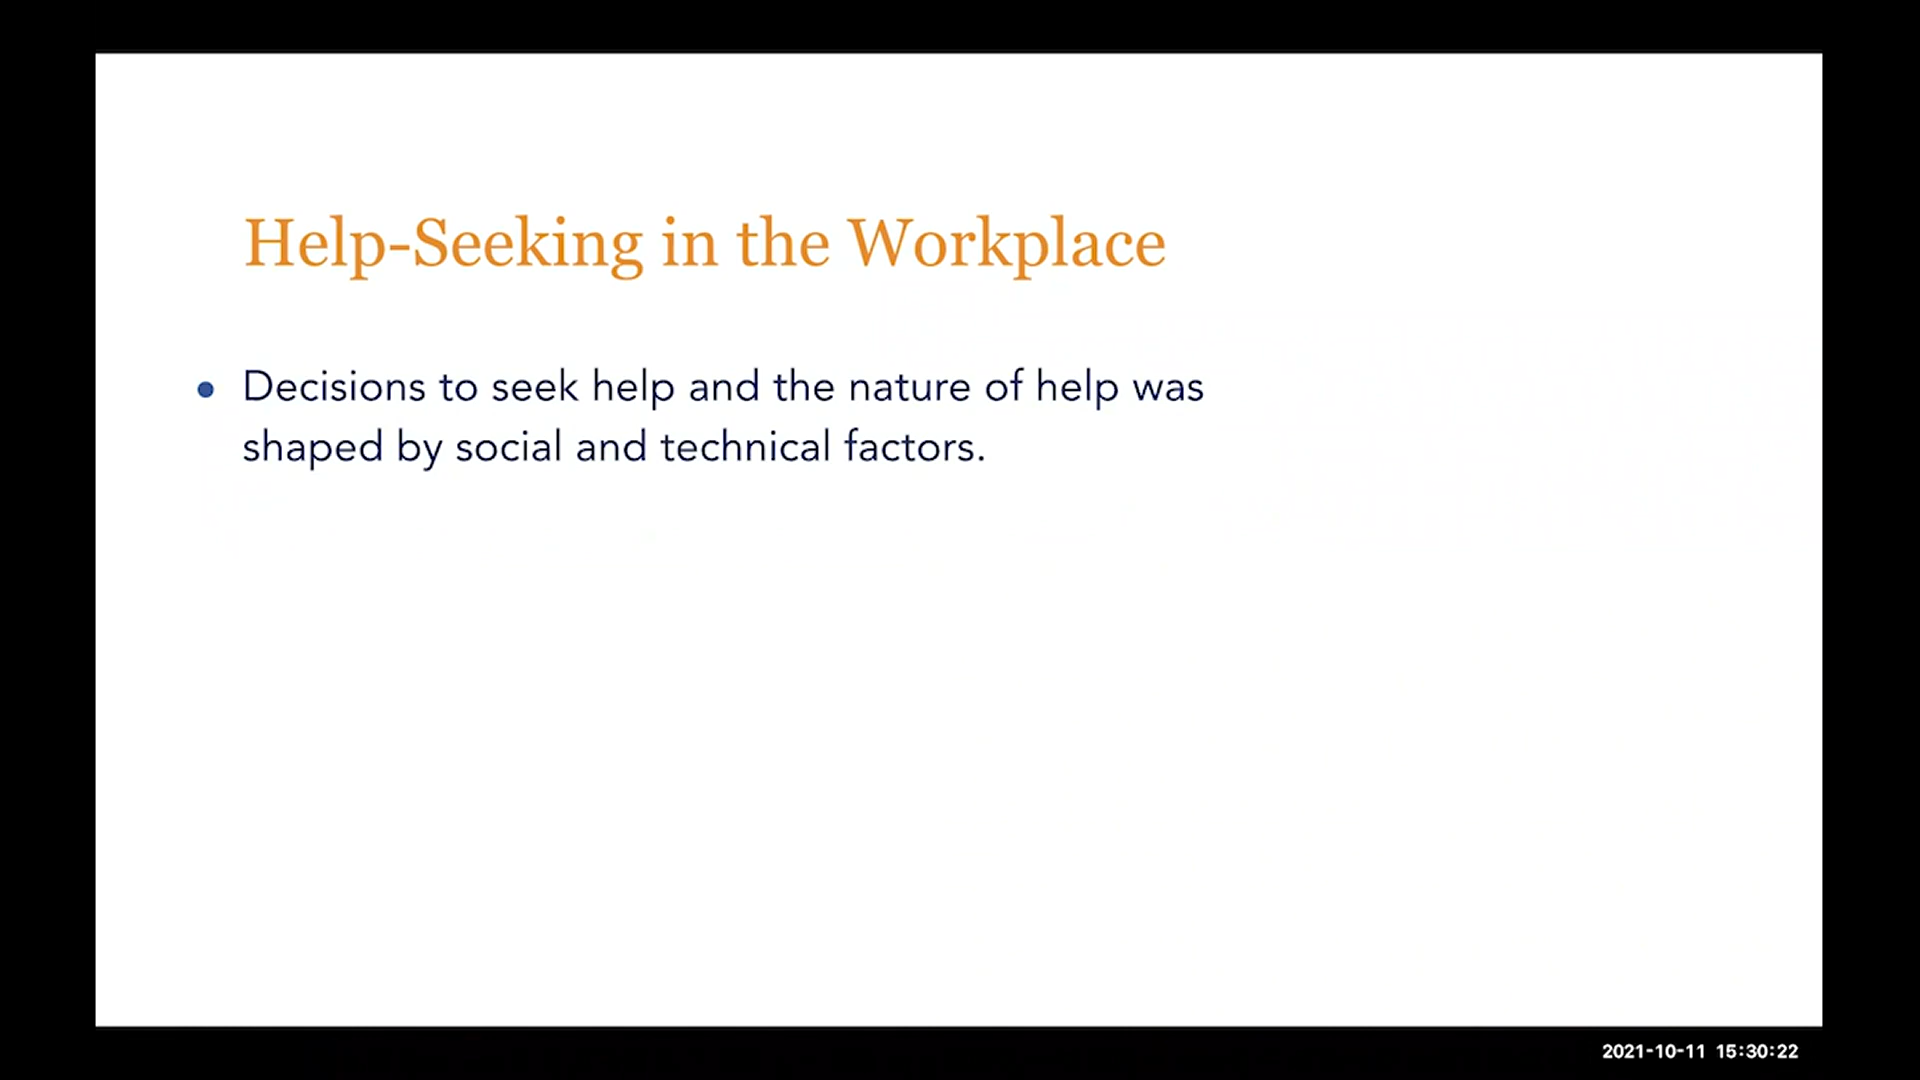 Help-Seeking in the Workplace
• Decisions to seek help and the nature of help was
shaped by social and technical factors.
2021-10-11 15:30:22